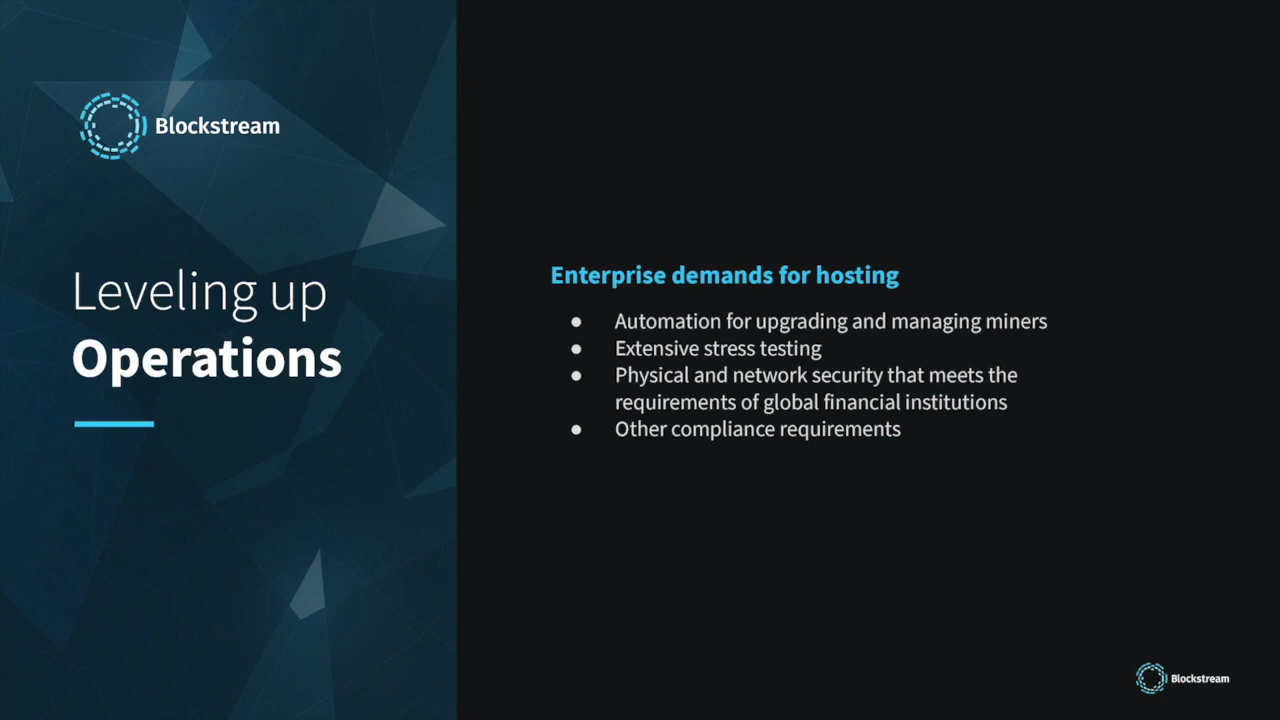 Blockstream
Leveling up
Operations
Enterprise demands for hosting
● Automation for upgrading and managing miners
● Extensive stress testing
● Physical and network security that meets the
requirements of global financial institutions
● Other compliance requirements
Blockstream